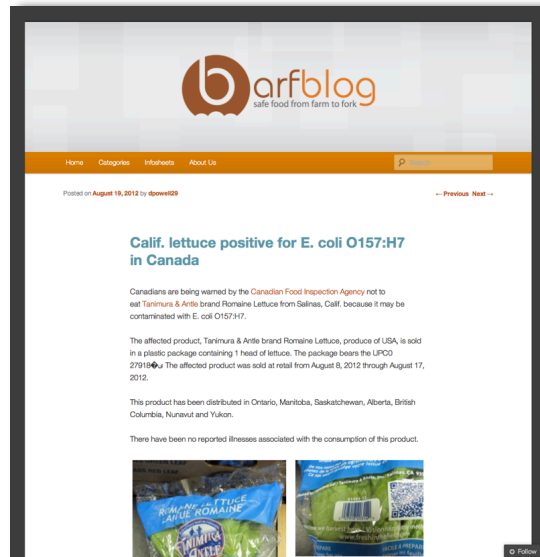 barfblog
safe food from farm to fork
Home Categories Infosheets About Us
Search
Posted on August 19, 2012 by dpowell29
← Previous Next →
Calif. lettuce positive for E. coli O157:H7
in Canada
Canadians are being warned by the Canadian Food Inspection Agency not to
eat Tanimura & Antle brand Romaine Lettuce from Salinas, Calif. because it may be
contaminated with E. coli O157:H7.
The affected product, Tanimura & Antle brand Romaine Lettuce, produce of USA, is sold
in a plastic package containing 1 head of lettuce. The package bears the UPC0
27918 The affected product was sold at retail from August 8, 2012 through August 17,
2012.
This product has been distributed in Ontario, Manitoba, Saskatchewan, Alberta, British
Columbia, Nunavut and Yukon.
There have been no reported illnesses associated with the consumption of this product.
ROMAINE LETTUCE
LAITUE ROMAINE
TANIMURA
ANTLE
Follow